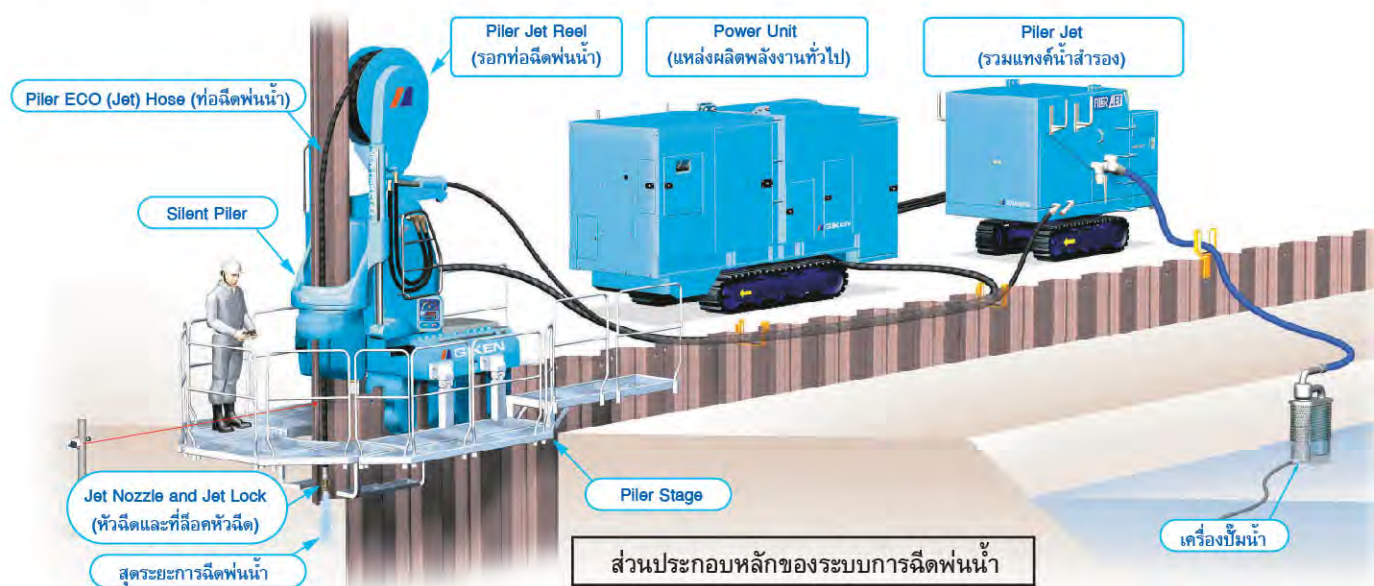 Piler Jet Reel
(รอกท่อฉีดพ่นน้ำ)
Power Unit
(แหล่งผลิตพลังงานทั่วไป)
Piler Jet
(รวมแทงค์น้ำสำรอง)
Piler ECO (Jet) Hose (ท่อฉีดพ่นน้ำ)
PILER JET
Silent Piler
GIKEN
GIKEN
GIKEN
Jet Nozzle and Jet Lock
(หัวฉีดและที่ล็อคหัวฉีด)
Piler Stage
เครื่องปั๊มน้ำ
สุดระยะการฉีดพ่นน้ำ
ส่วนประกอบหลักของระบบการฉีดพ่นน้ำ